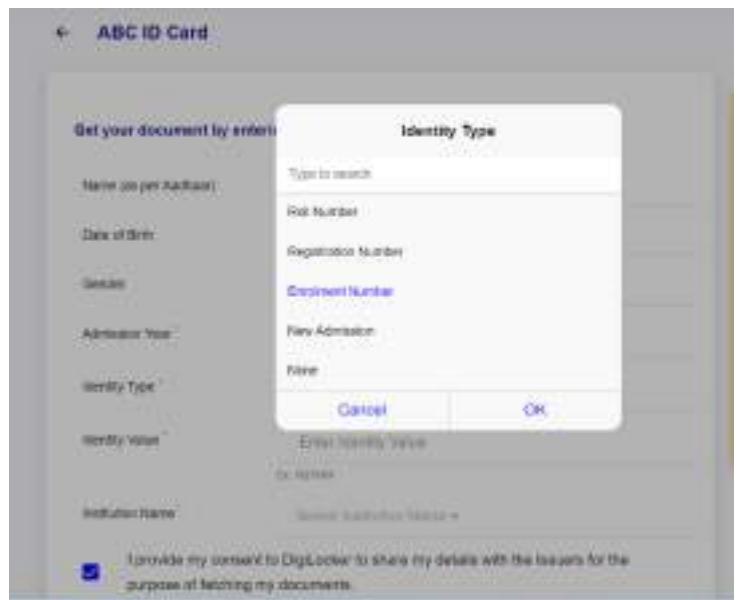 ← ABC ID Card
Get your document by enteri
Identity Type
Type to search
Name (as per Aadhaar)
Roll Number
Date of Birth
Registration Number
Gender
Enrolment Number
Admission Year *
New Admission
Identity Type *
None
Cancel OK
Identity Value *
Enter Identity Value
Institution Name *
Select Institution Name
I provide my consent to DigiLocker to share my details with the Issuers for the
purpose of fetching my documents.